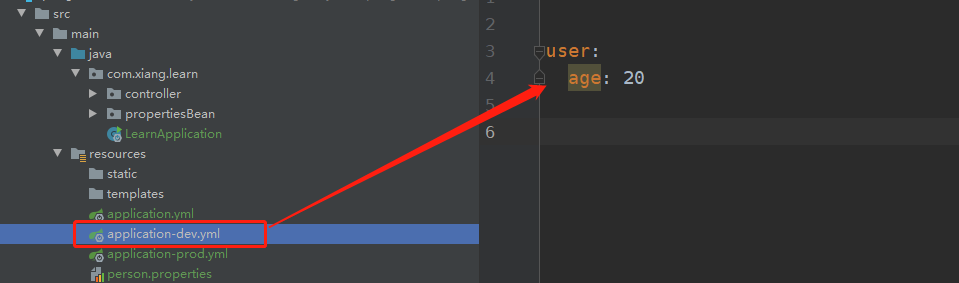 src
main
java
com.xiang.learn
controller
propertiesBean
LearnApplication
resources
static
templates
application.yml
application-dev.yml
application-prod.yml
person.properties
1
2
3 user:
4 age: 20
5
6